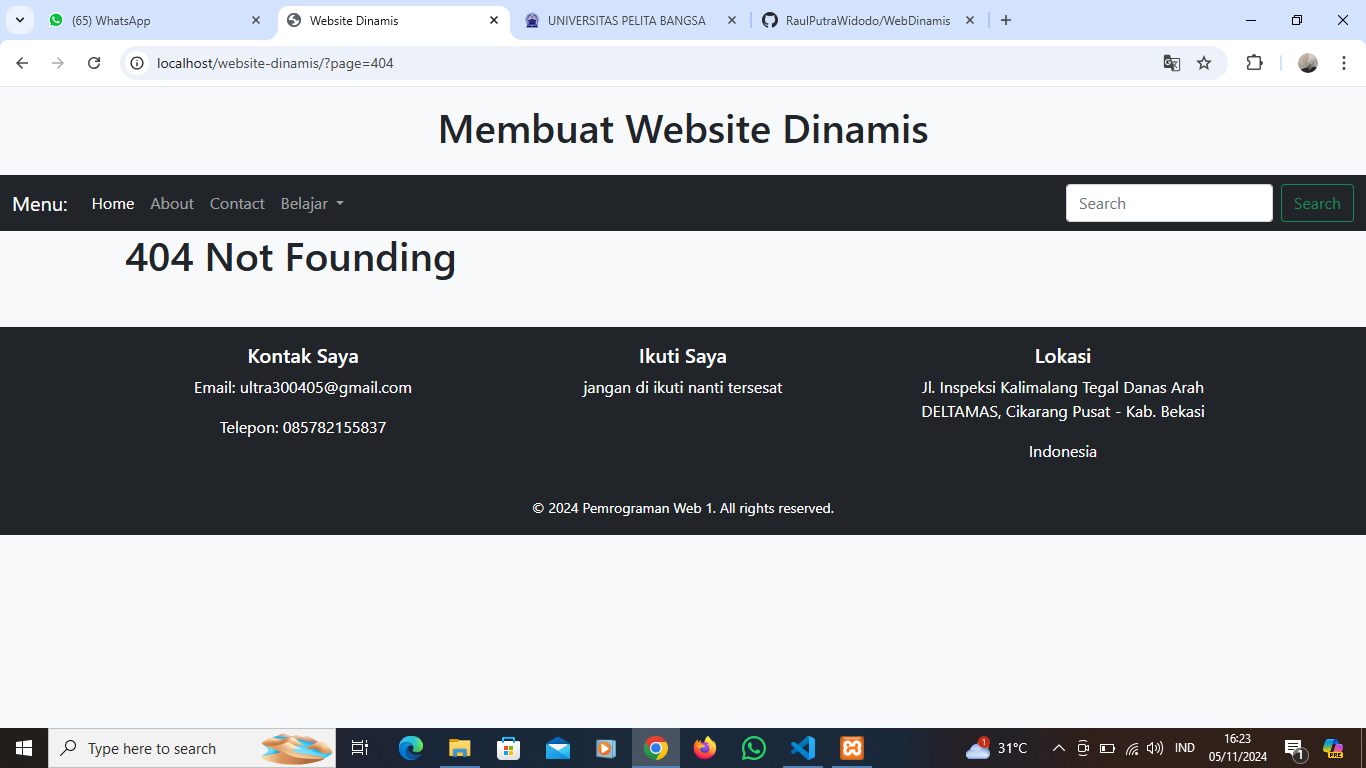 (65) WhatsApp
Website Dinamis
UNIVERSITAS PELITA BANGSA
RaulPutraWidodo/WebDinamis
localhost/website-dinamis/?page=404
Membuat Website Dinamis
Menu: Home About Contact Belajar Search Search
404 Not Founding
Kontak Saya
Email: ultra300405@gmail.com
Telepon: 085782155837
Ikuti Saya
jangan di ikuti nanti tersesat
Lokasi
Jl. Inspeksi Kalimalang Tegal Danas Arah
DELTAMAS, Cikarang Pusat - Kab. Bekasi
Indonesia
© 2024 Pemrograman Web 1. All rights reserved.
Type here to search
1
31°C
IND
16:23
05/11/2024
1
PRE